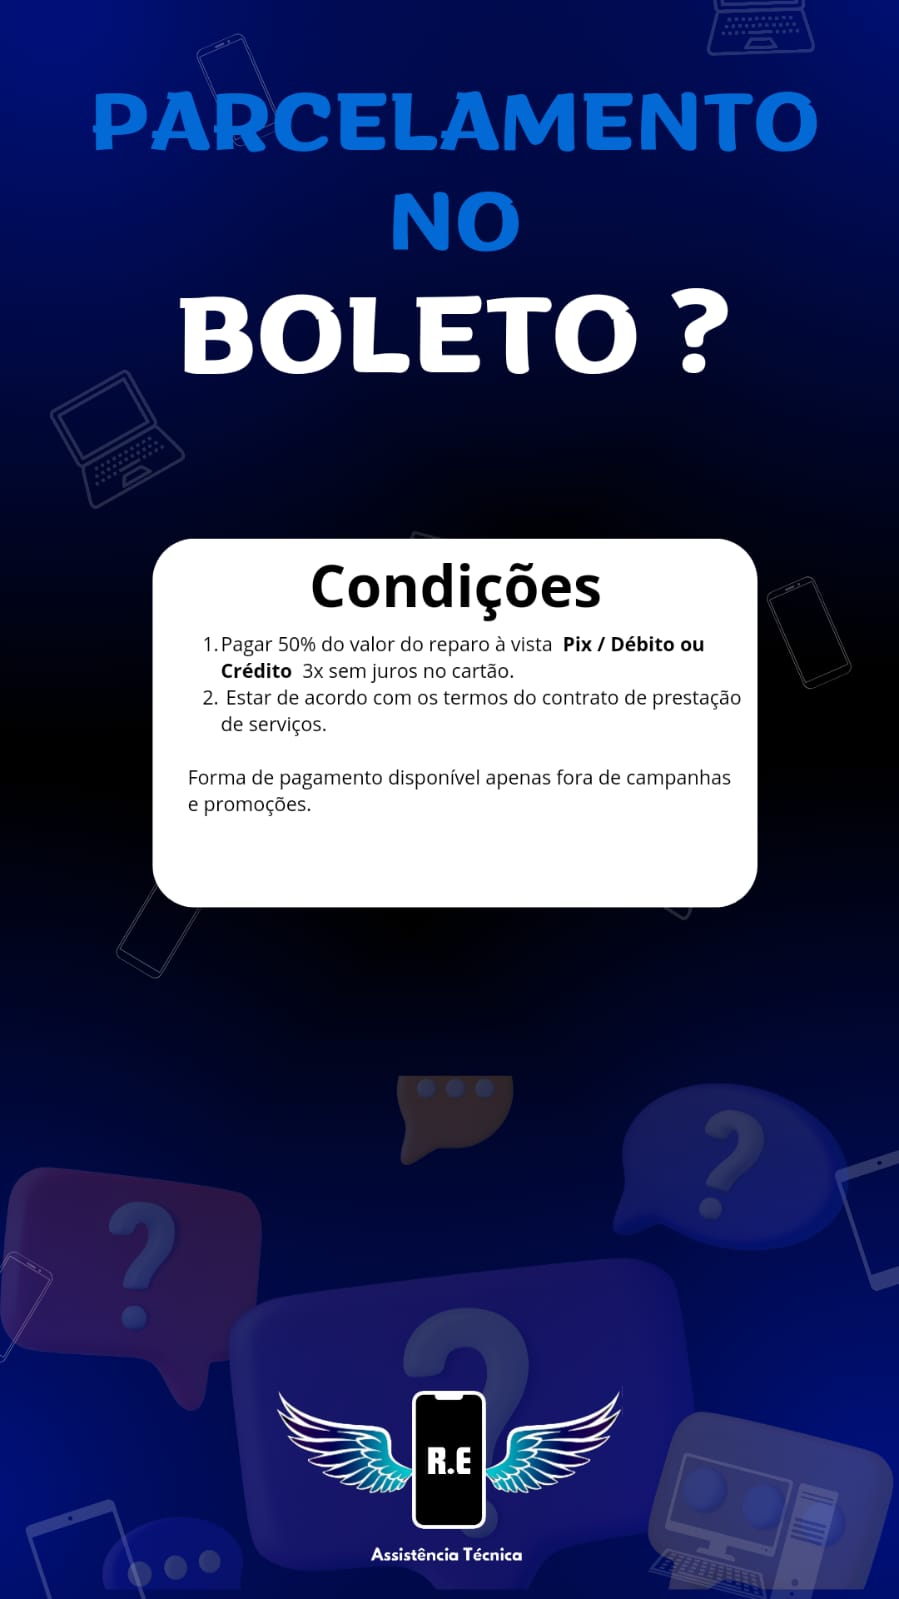 PARCELAMENTO
NO
BOLETO ?
Condições
1. Pagar 50% do valor do reparo à vista Pix / Débito ou
Crédito 3x sem juros no cartão.
2. Estar de acordo com os termos do contrato de prestação
de serviços.
Forma de pagamento disponível apenas fora de campanhas
e promoções.
?
?
?
R.E
Assistência Técnica